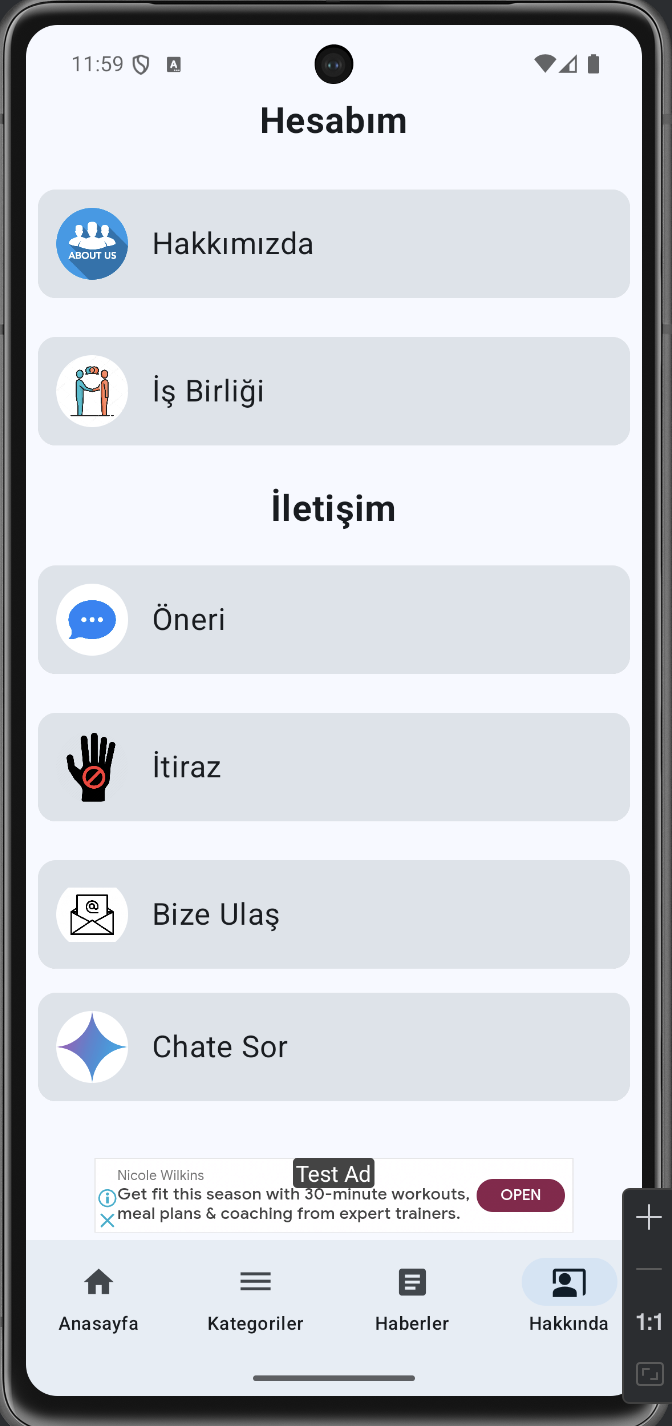 11:59
A
Hesabım
ABOUT US
Hakkımızda
İş Birliği
İletişim
Öneri
İtiraz
@
Bize Ulaş
Chate Sor
Test Ad
Nicole Wilkins
Get fit this season with 30-minute workouts,
meal plans & coaching from expert trainers.
OPEN
Anasayfa
Kategoriler
Haberler
Hakkında
1:1